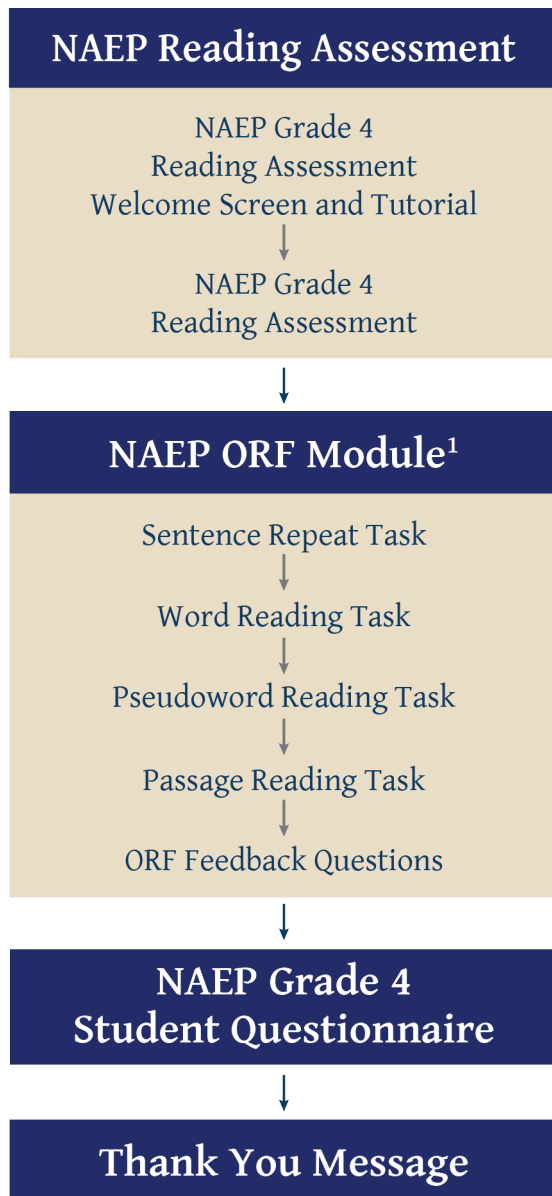 NAEP Reading Assessment
NAEP Grade 4
Reading Assessment
Welcome Screen and Tutorial
NAEP Grade 4
Reading Assessment
NAEP ORF Module¹
Sentence Repeat Task
Word Reading Task
Pseudoword Reading Task
Passage Reading Task
ORF Feedback Questions
NAEP Grade 4
Student Questionnaire
Thank You Message